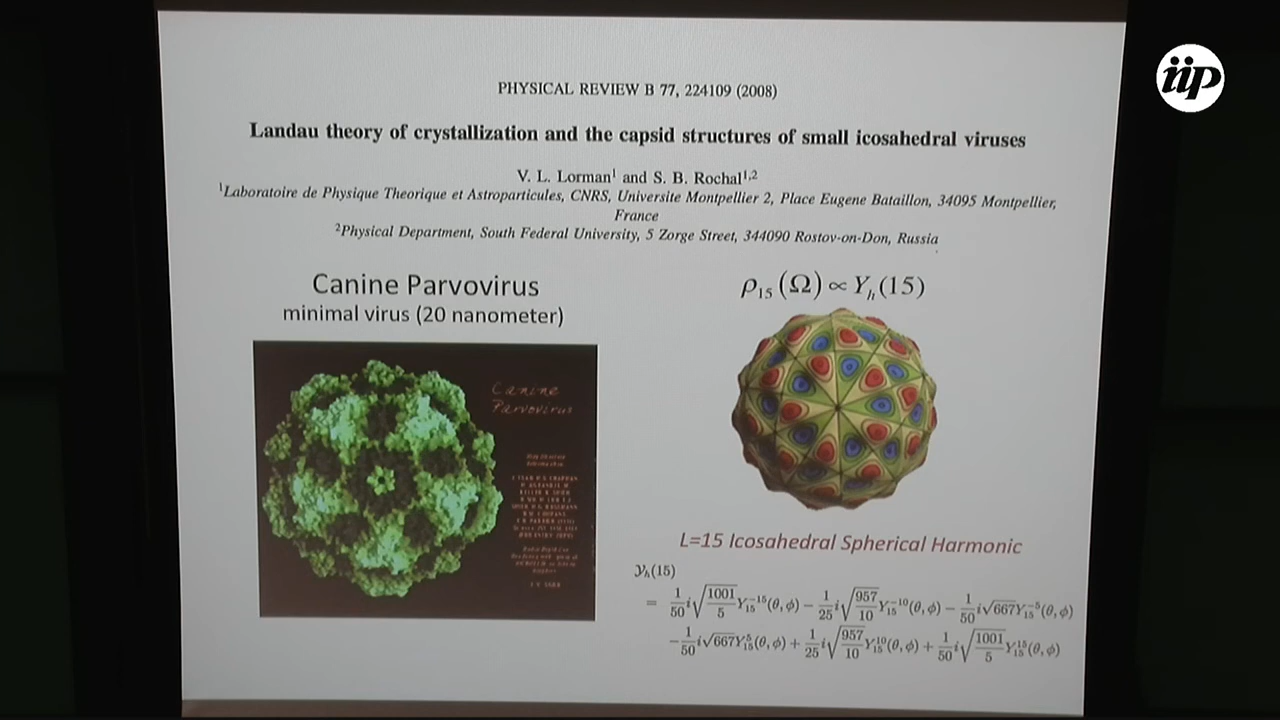 iip
PHYSICAL REVIEW B 77, 224109 (2008)
Landau theory of crystallization and the capsid structures of small icosahedral viruses
V. L. Lorman¹ and S. B. Rochal¹,²
¹Laboratoire de Physique Theorique et Astroparticules, CNRS, Universite Montpellier 2, Place Eugene Bataillon, 34095 Montpellier,
France
²Physical Department, South Federal University, 5 Zorge Street, 344090 Rostov-on-Don, Russia
Canine Parvovirus
minimal virus (20 nanometer)
Canine
Parvovirus
ρ₁₅(Ω) ∝ Yₕ(15)
L=15 Icosahedral Spherical Harmonic
𝒴ₕ(15)
= 1/50 i√(1001/5) Y₁₅⁻¹⁵(θ,ϕ) − 1/25 i√(957/10) Y₁₅⁻¹⁰(θ,ϕ) − 1/50 i√667 Y₁₅⁻⁵(θ,ϕ)
− 1/50 i√667 Y₁₅⁵(θ,ϕ) + 1/25 i√(957/10) Y₁₅¹⁰(θ,ϕ) + 1/50 i√(1001/5) Y₁₅¹⁵(θ,ϕ)